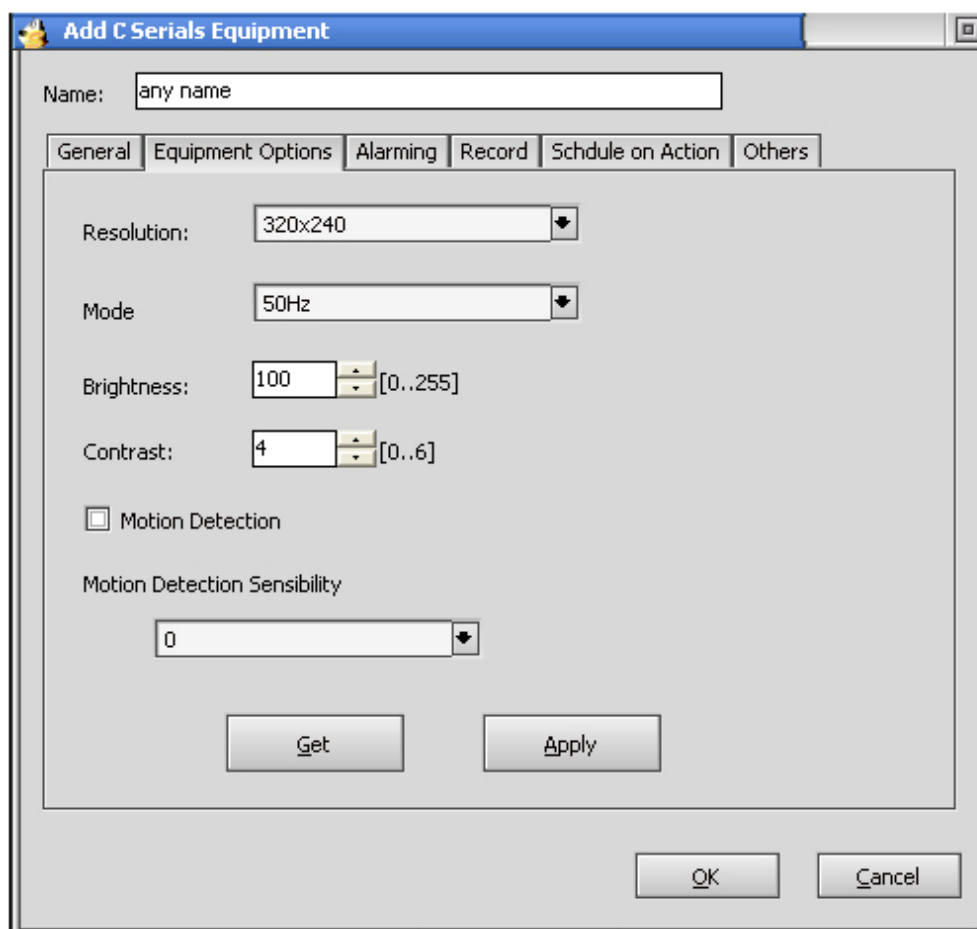 Add C Serials Equipment
Name: any name
General Equipment Options Alarming Record Schdule on Action Others
Resolution: 320x240
Mode 50Hz
Brightness: 100 [0..255]
Contrast: 4 [0..6]
Motion Detection
Motion Detection Sensibility
0
Get Apply
OK Cancel